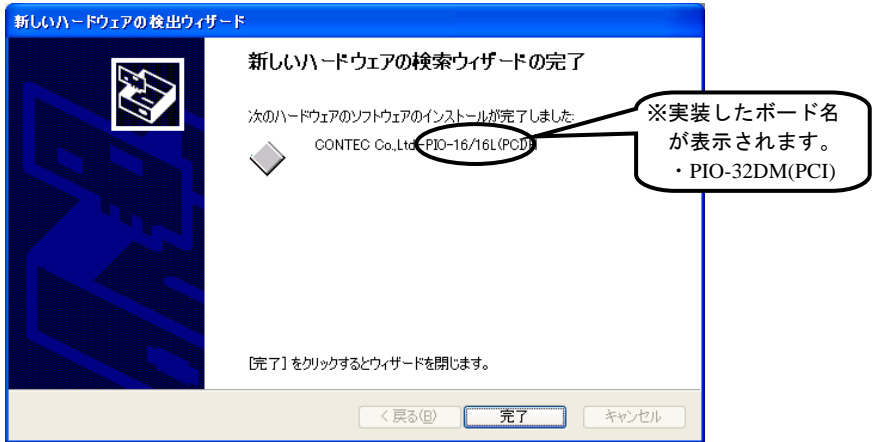 新しいハードウェアの検出ウィザード
新しいハードウェアの検索ウィザードの完了
次のハードウェアのソフトウェアのインストールが完了しました:
CONTEC Co.,Ltd-PIO-16/16L(PCI)F
※実装したボード名
が表示されます。
・PIO-32DM(PCI)
[完了] をクリックするとウィザードを閉じます。
< 戻る(B)
完了
キャンセル